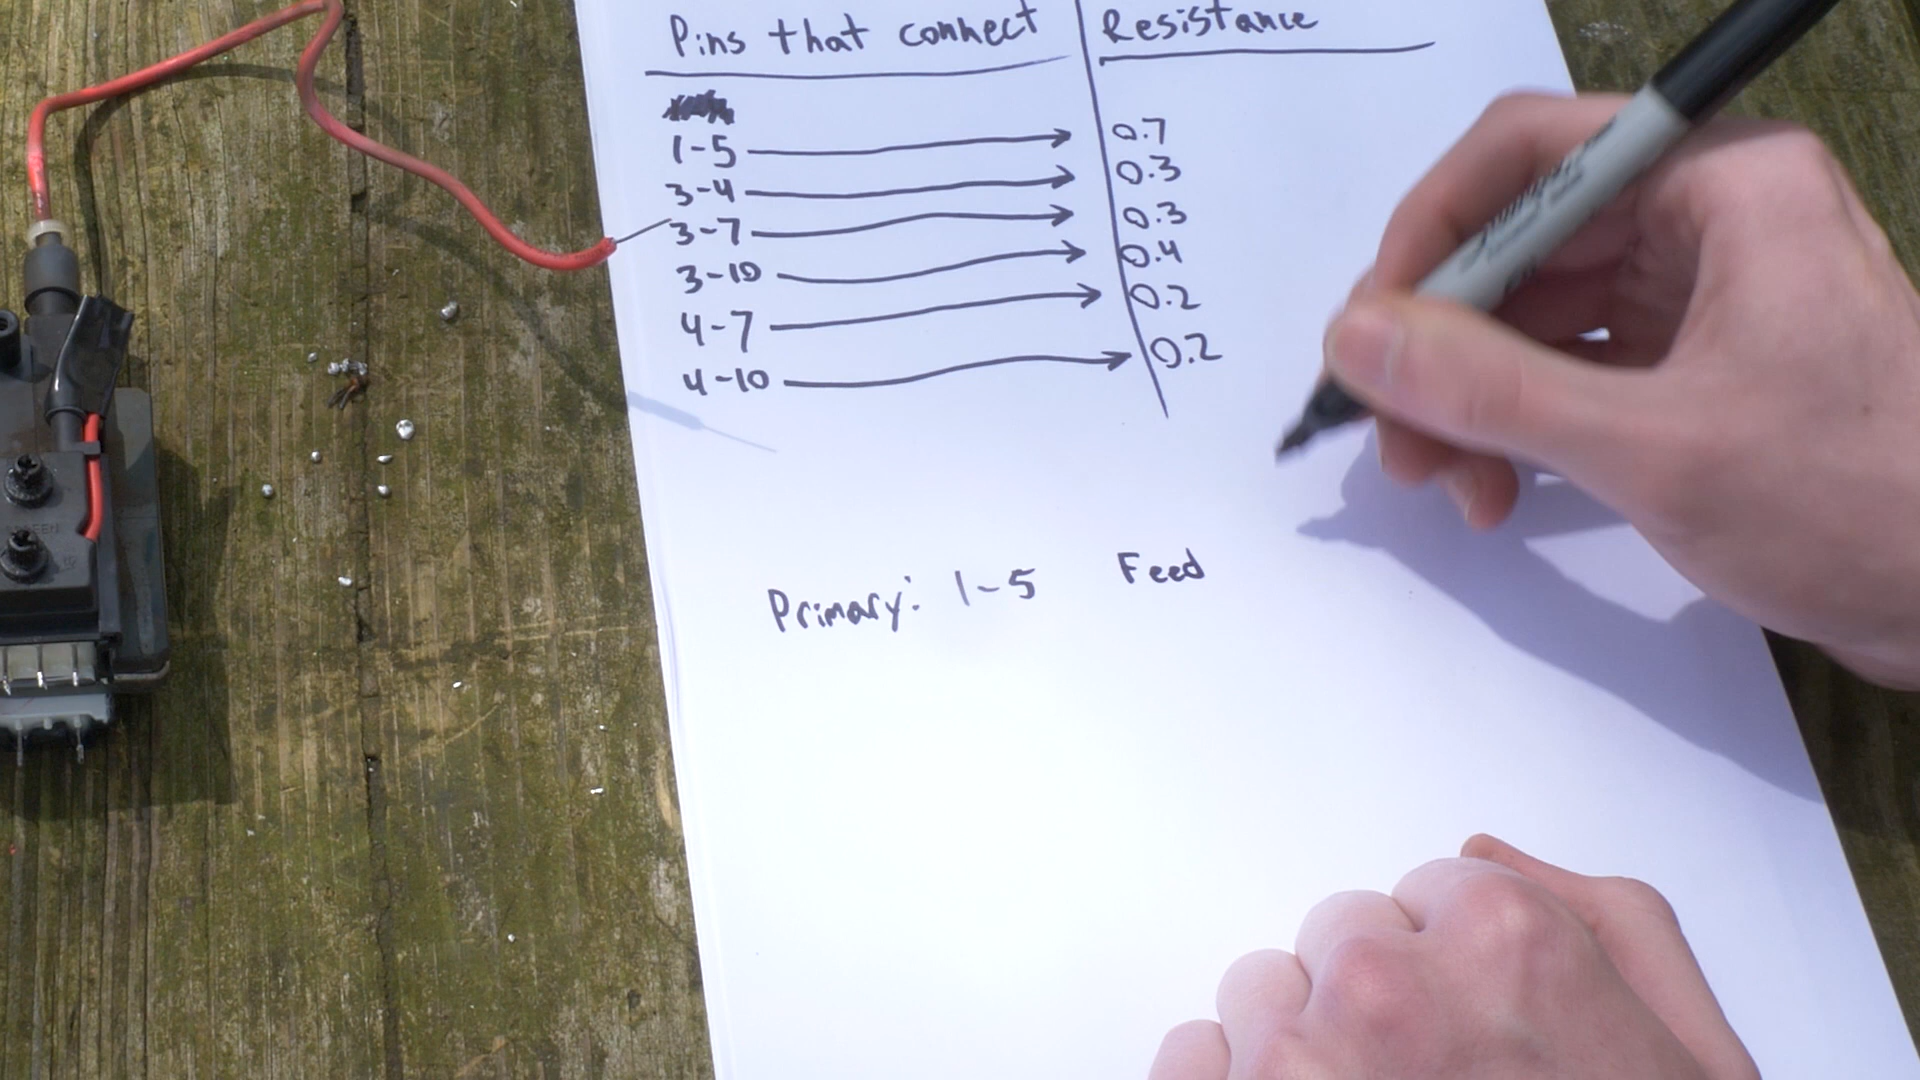 Pins that connect Resistance
1-5 → 0.7
3-4 → 0.3
3-7 → 0.3
3-10 → 0.4
4-7 → 0.2
4-10 → 0.2
Primary: 1-5 Feed